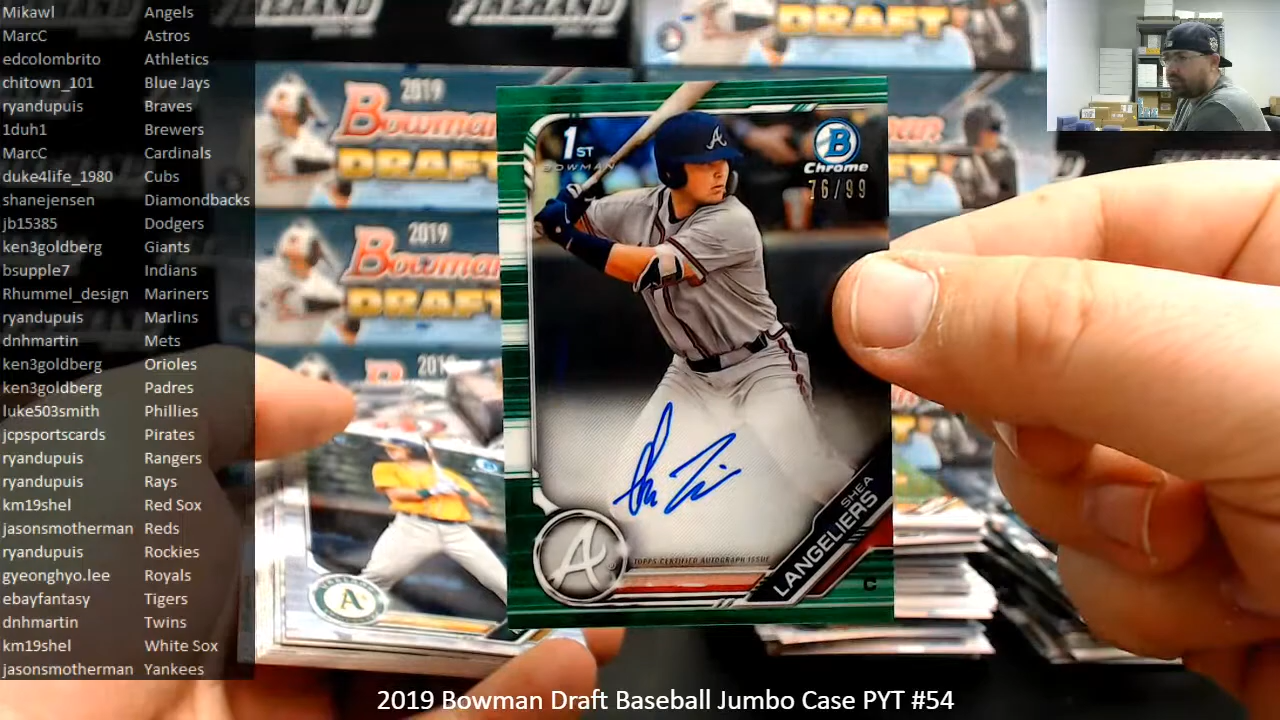 Mikawl Angels
MarcC Astros
edcolombrito Athletics
chitown_101 Blue Jays
ryandupuis Braves
1duh1 Brewers
MarcC Cardinals
duke4life_1980 Cubs
shanejensen Diamondbacks
jb15385 Dodgers
ken3goldberg Giants
bsupple7 Indians
Rhummel_design Mariners
ryandupuis Marlins
dnhmartin Mets
ken3goldberg Orioles
ken3goldberg Padres
luke503smith Phillies
jcpsportscards Pirates
ryandupuis Rangers
ryandupuis Rays
km19shel Red Sox
jasonsmotherman Reds
ryandupuis Rockies
gyeonghyo.lee Royals
ebayfantasy Tigers
dnhmartin Twins
km19shel White Sox
jasonsmotherman Yankees
DRAFT
2019
Bowman
DRAFT
2019
Bowman
DRAFT
1ST
BOWMAN
A
B
Chrome
76/99
A
TOPPS CERTIFIED AUTOGRAPH ISSUE
SHEA
LANGELIERS
C
A's
2019 Bowman Draft Baseball Jumbo Case PYT #54